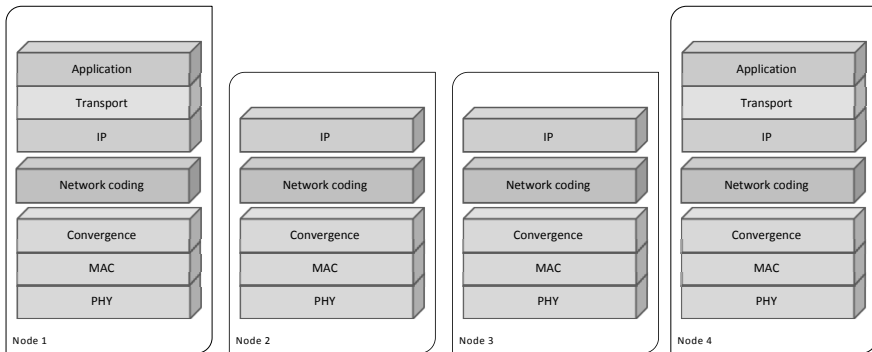 Application
Transport
IP
Network coding
Convergence
MAC
PHY
Node 1
IP
Network coding
Convergence
MAC
PHY
Node 2
IP
Network coding
Convergence
MAC
PHY
Node 3
Application
Transport
IP
Network coding
Convergence
MAC
PHY
Node 4